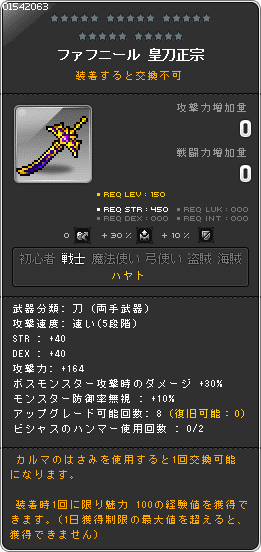 01542063
ファフニール 皇刀正宗
装着すると交換不可
攻撃力増加量
0
戦闘力増加量
0
REQ LEV : 150
REQ STR : 450 REQ LUK : 000
REQ DEX : 000 REQ INT : 000
0 +30% +10%
初心者 戦士 魔法使い 弓使い 盗賊 海賊
ハヤト
武器分類: 刀 (両手武器)
攻撃速度: 速い(5段階)
STR : +40
DEX : +40
攻撃力: +164
ボスモンスター攻撃時のダメージ +30%
モンスター防御率無視 : +10%
アップグレード可能回数: 8 (復旧可能 : 0)
ビシャスのハンマー使用回数 : 0/2
カルマのはさみを使用すると1回交換可能
になります。
装着時1回に限り魅力 100の経験値を獲得で
きます。(1日獲得制限の最大値を超えると、
獲得できません)